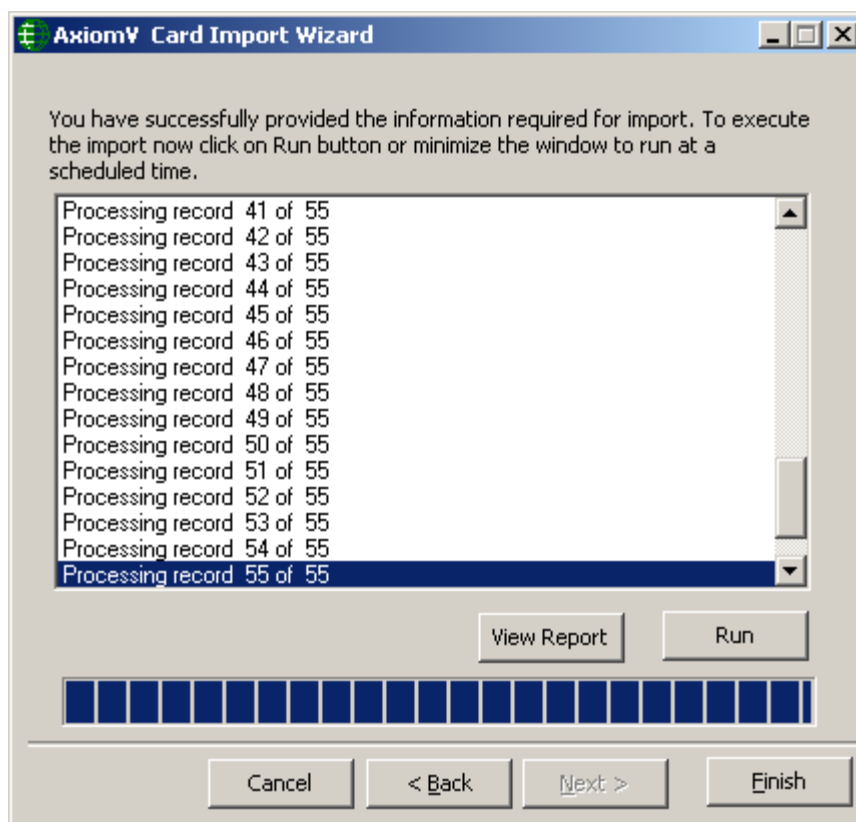 AxiomV Card Import Wizard
You have successfully provided the information required for import. To execute
the import now click on Run button or minimize the window to run at a
scheduled time.
Processing record 41 of 55
Processing record 42 of 55
Processing record 43 of 55
Processing record 44 of 55
Processing record 45 of 55
Processing record 46 of 55
Processing record 47 of 55
Processing record 48 of 55
Processing record 49 of 55
Processing record 50 of 55
Processing record 51 of 55
Processing record 52 of 55
Processing record 53 of 55
Processing record 54 of 55
Processing record 55 of 55
View Report Run
Cancel < Back Next > Finish